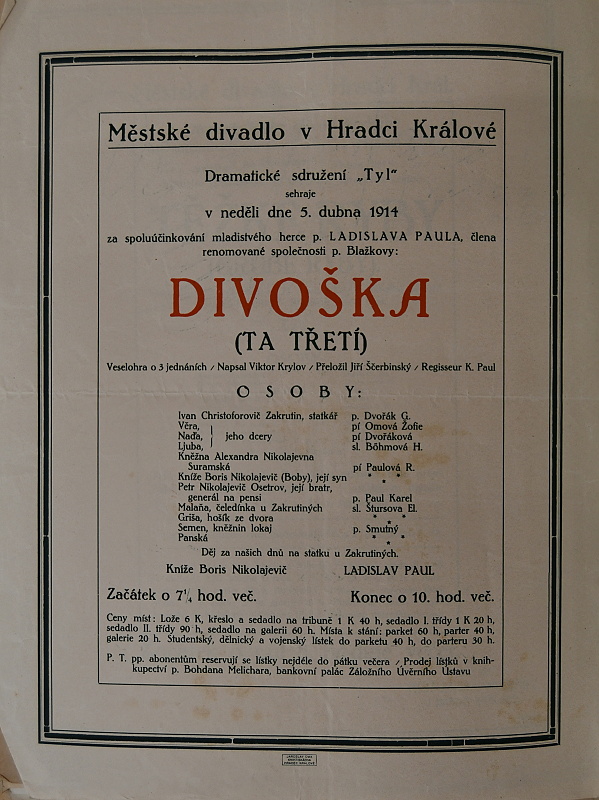 Městské divadlo v Hradci Králové
Dramatické sdružení „Tyl“
sehraje
v neděli dne 5. dubna 1914
za spoluúčinkování mladistvého herce p. LADISLAVA PAULA, člena
renomované společnosti p. Blažkovy:
DIVOŠKA
(TA TŘETÍ)
Veselohra o 3 jednáních / Napsal Viktor Krylov / Přeložil Jiří Ščerbinský / Regisseur K. Paul
OSOBY:
Ivan Christoforovič Zakrutin, statkář p. Dvořák G.
Věra, pí Omová Žofie
Naďa, jeho dcery pí Dvořáková
Ljuba, sl. Böhmová H.
Kněžna Alexandra Nikolajevna
Suramská pí Paulová R.
Kníže Boris Nikolajevič (Boby), její syn * * *
Petr Nikolajevič Osetrov, její bratr,
generál na pensi p. Paul Karel
Malaňa, čeledínka u Zakrutiných sl. Štursova El.
Griša, hošík ze dvora * * *
Semen, kněžnin lokaj p. Smutný
Panská * * *
Děj za našich dnů na statku u Zakrutiných.
Kníže Boris Nikolajevič LADISLAV PAUL
Začátek o 7¼ hod. več. Konec o 10. hod. več.
Ceny míst: Lože 6 K, křeslo a sedadlo na tribuně 1 K 40 h, sedadlo I. třídy 1 K 20 h,
sedadlo II. třídy 90 h, sedadlo na galerii 60 h. Místa k stání: parket 60 h, parter 40 h,
galerie 20 h. Studentský, dělnický a vojenský lístek do parketu 40 h, do parteru 30 h.
P. T. pp. abonentům reservují se lístky nejdéle do pátku večera / Prodej lístků v knih-
kupectví p. Bohdana Melichara, bankovní palác Záložního Úvěrního Ústavu